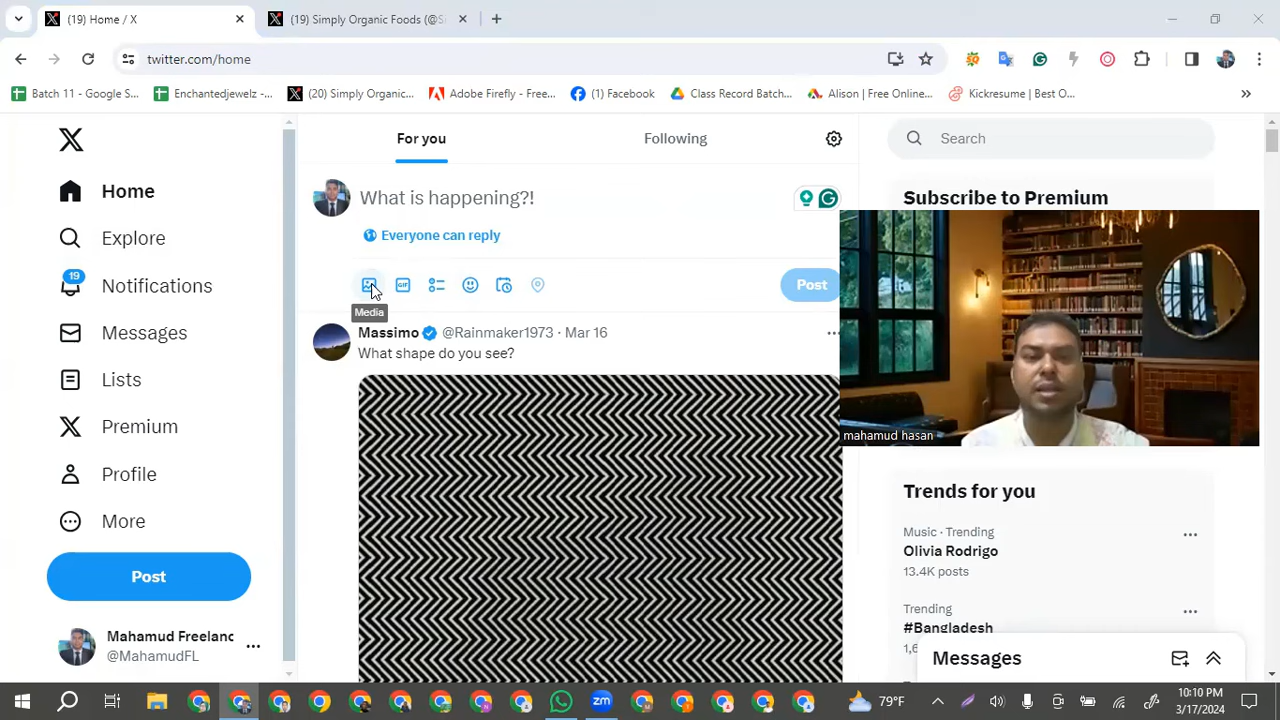 (19) Home / X
(19) Simply Organic Foods (@Si
twitter.com/home
Batch 11 - Google S...
Enchantedjewelz -...
(20) Simply Organic...
Adobe Firefly - Free...
(1) Facebook
Class Record Batch...
Alison | Free Online...
Kickresume | Best O...
For you
Following
Search
Home
What is happening?!
Subscribe to Premium
Explore
Everyone can reply
19
Notifications
GIF
Post
Media
Messages
Massimo @Rainmaker1973 · Mar 16
What shape do you see?
Lists
Premium
mahamud hasan
Profile
Trends for you
More
Music · Trending
Olivia Rodrigo
13.4K posts
Post
Trending
#Bangladesh
Mahamud Freelanc
@MahamudFL
Messages
zm
79°F
10:10 PM
3/17/2024